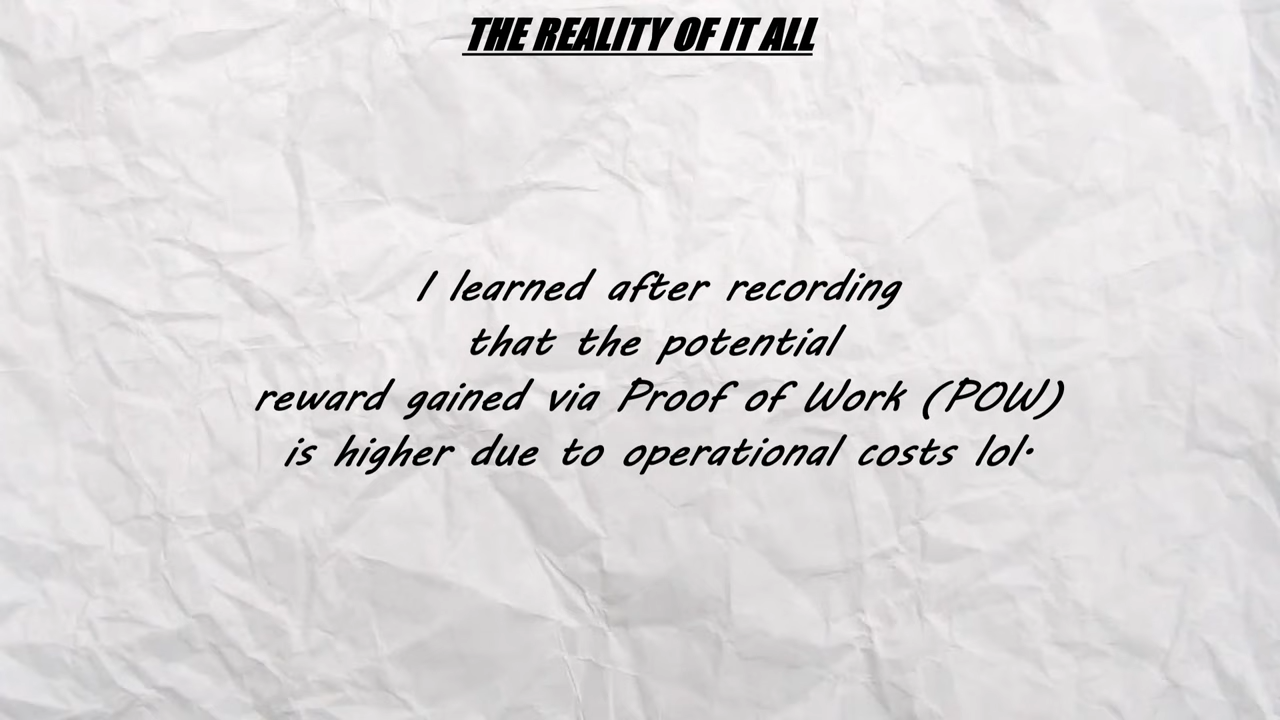 THE REALITY OF IT ALL
I learned after recording
that the potential
reward gained via Proof of Work (POW)
is higher due to operational costs lol.